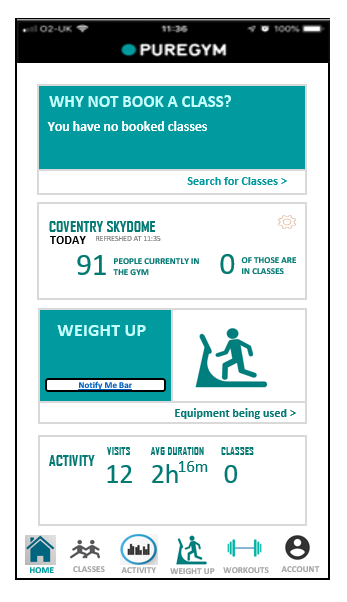 O2-UK 11:36 100%
PUREGYM
WHY NOT BOOK A CLASS?
You have no booked classes
Search for Classes >
COVENTRY SKYDOME
TODAY REFRESHED AT 11:35
91 PEOPLE CURRENTLY IN THE GYM
0 OF THOSE ARE IN CLASSES
WEIGHT UP
Notify Me Bar
Equipment being used >
ACTIVITY
VISITS AVG DURATION CLASSES
12 2h 16m 0
HOME CLASSES ACTIVITY WEIGHT UP WORKOUTS ACCOUNT